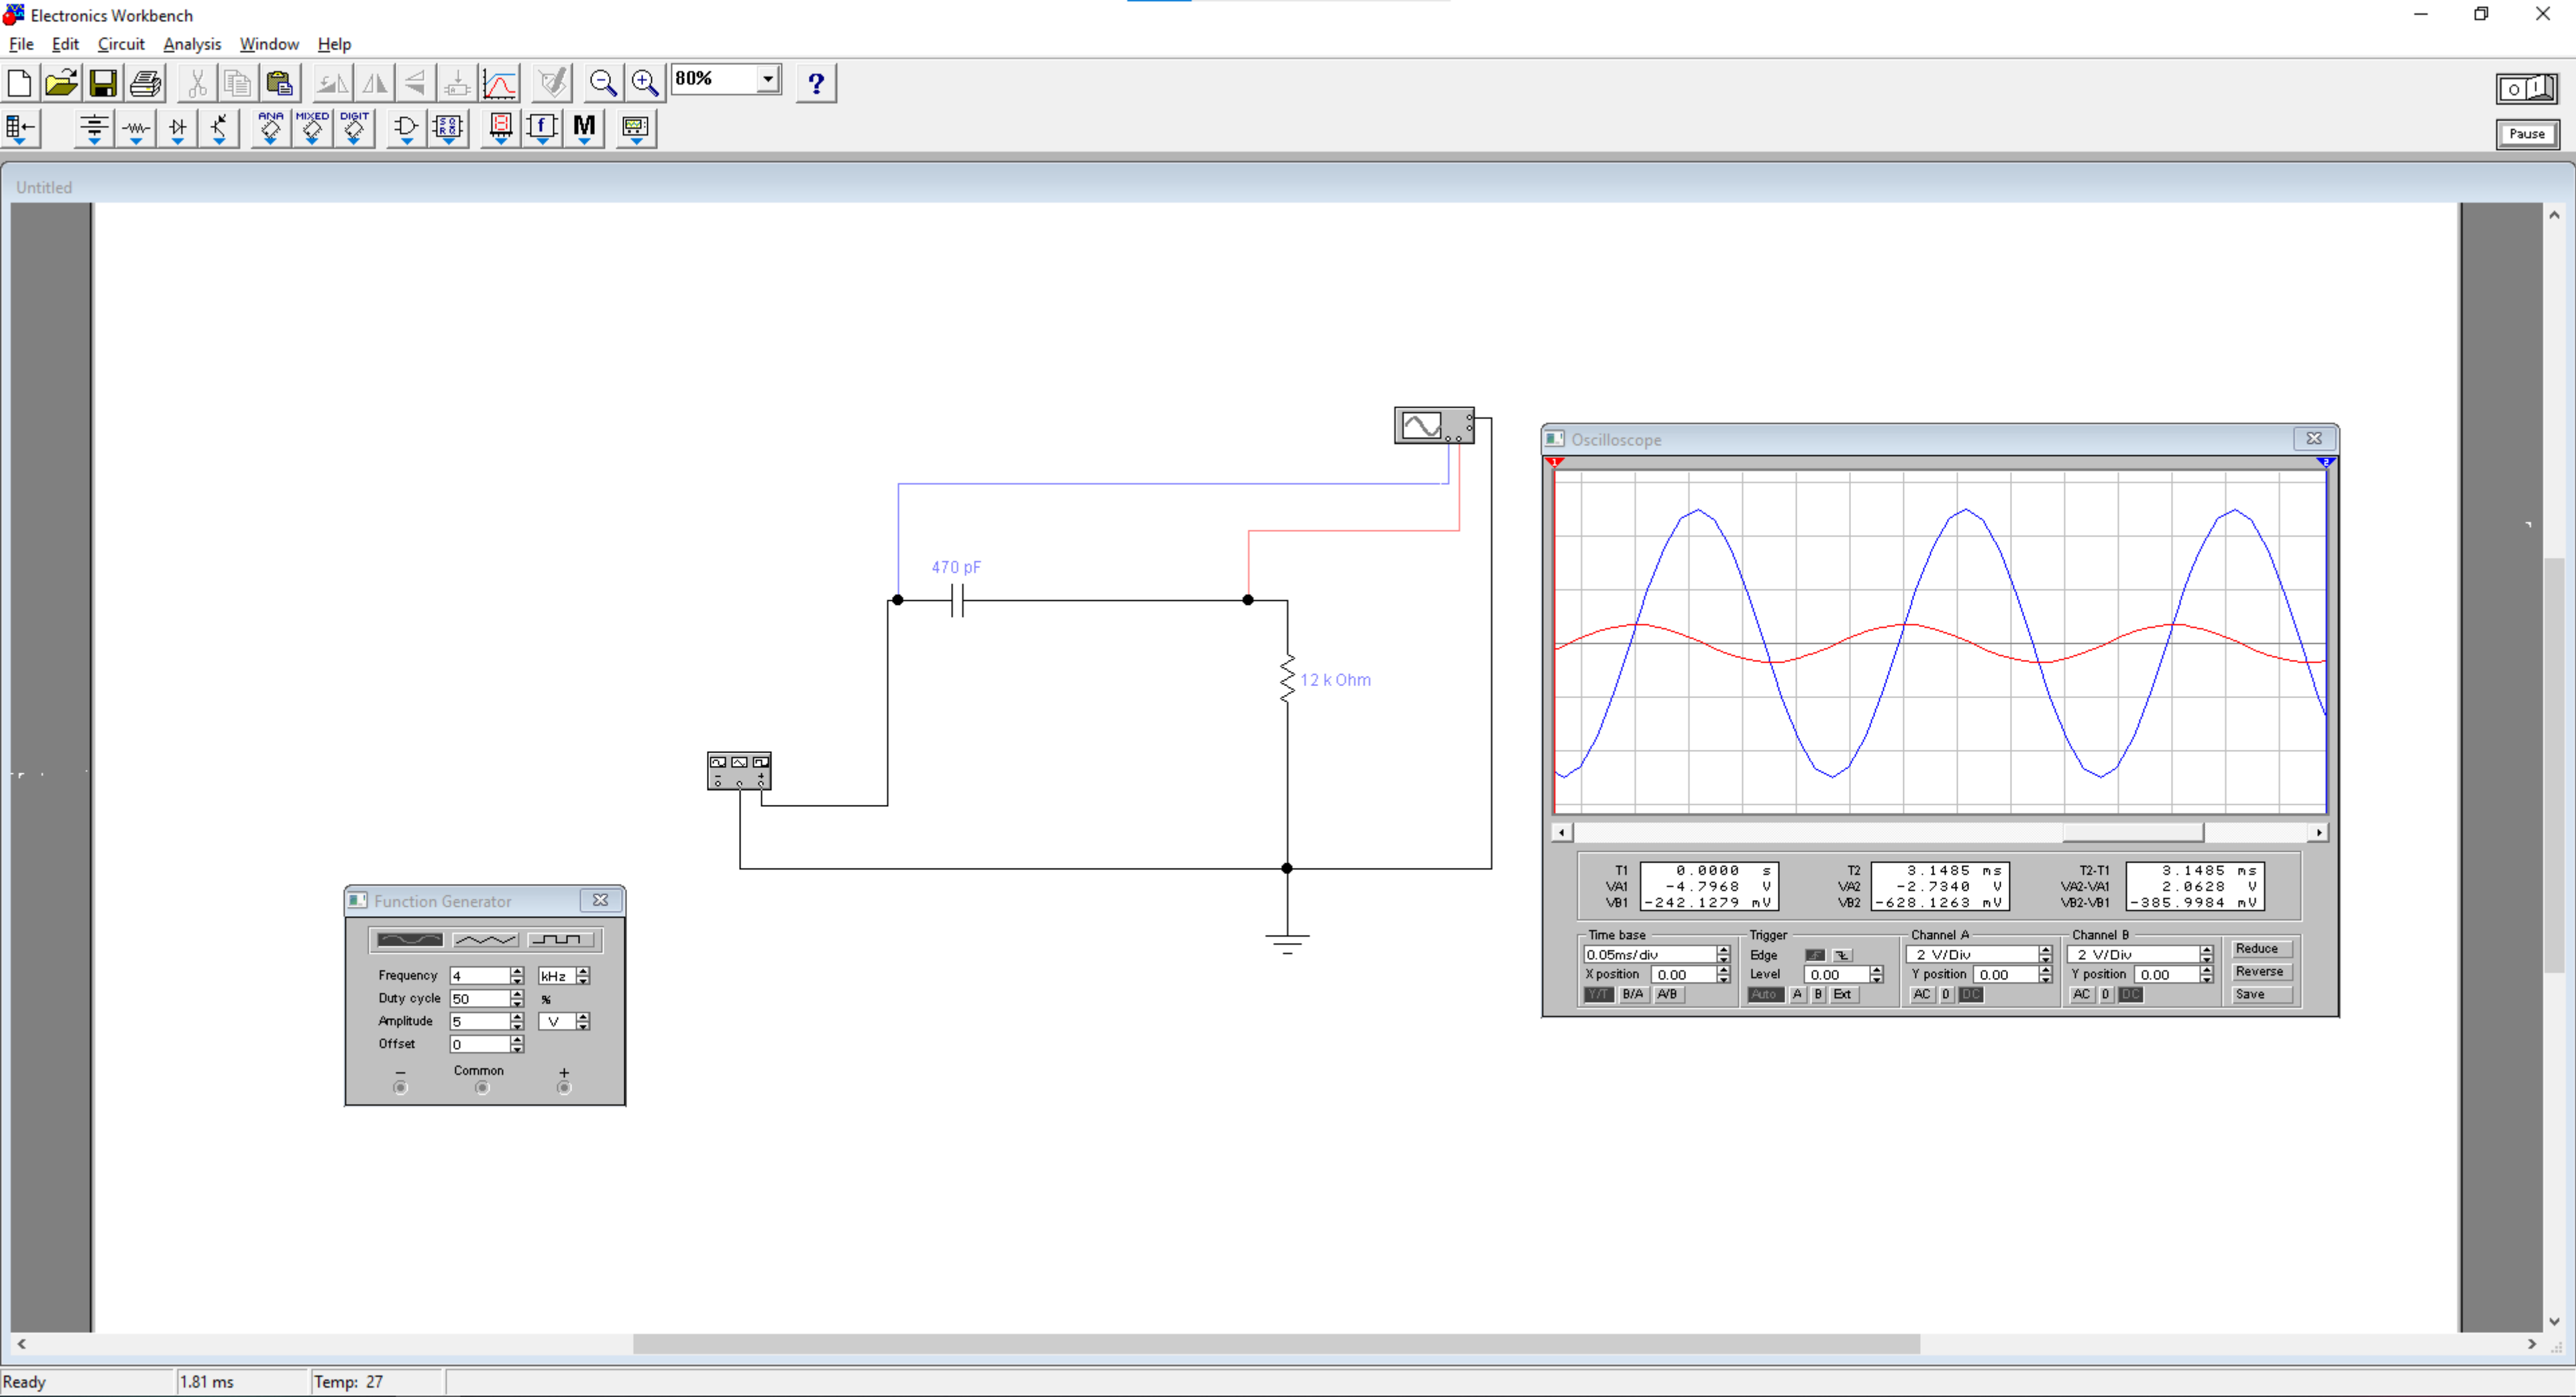 Electronics Workbench
File Edit Circuit Analysis Window Help
80% ?
ANA MIXED DIGIT M
Pause
Untitled
470 pF
12 k Ohm
Oscilloscope
1 2
T1 0.0000 s T2 3.1485 ms T2-T1 3.1485 ms
VA1 -4.7968 V VA2 -2.7340 V VA2-VA1 2.0628 V
VB1 -242.1279 mV VB2 -628.1263 mV VB2-VB1 -385.9984 mV
Time base Trigger Channel A Channel B
0.05ms/div Edge 2 V/Div 2 V/Div Reduce
X position 0.00 Level 0.00 Y position 0.00 Y position 0.00 Reverse
Y/T B/A A/B Auto A B Ext AC 0 DC AC 0 DC Save
Function Generator
Frequency 4 kHz
Duty cycle 50 %
Amplitude 5 V
Offset 0
– Common +
Ready 1.81 ms Temp: 27